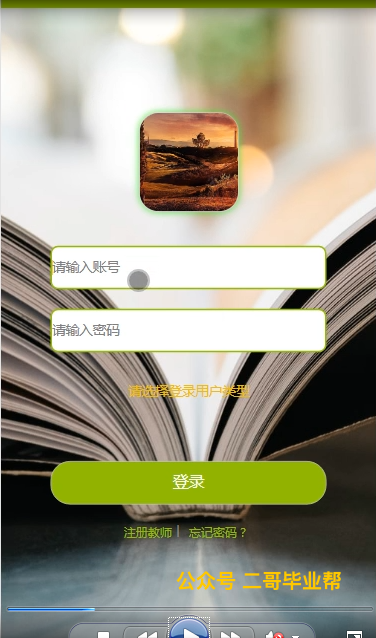 请输入账号
请输入密码
请选择登录用户类型
登录
注册教师 | 忘记密码？
公众号 二哥毕业帮